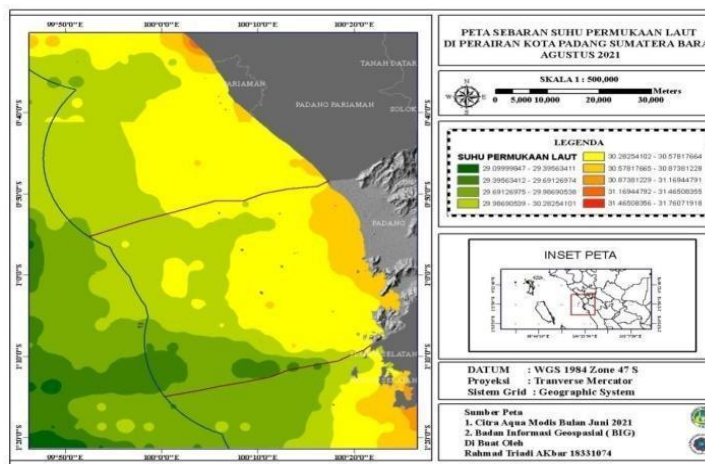 99°50'0"E 100°0'0"E 100°10'0"E 100°20'0"E
0°40'0"S
0°50'0"S
1°0'0"S
1°10'0"S
1°20'0"S
PARIAMAN
TANAH DATAR
PADANG PARIAMAN
SOLOK
PADANG
SELATAN
PETA SEBARAN SUHU PERMUKAAN LAUT
DI PERAIRAN KOTA PADANG SUMATERA BARA
AGUSTUS 2021
SKALA 1 : 500,000
Meters
0 5,000 10,000 20,000 30,000
LEGENDA
SUHU PERMUKAAN LAUT
29.09999847 - 29.39563411
29.39563412 - 29.69126974
29.69126975 - 29.98690538
29.98690539 - 30.28254101
30.28254102 - 30.57817664
30.57817665 - 30.87381228
30.87381229 - 31.16944791
31.16944792 - 31.46508355
31.46508356 - 31.76071918
INSET PETA
DATUM : WGS 1984 Zone 47 S
Proyeksi : Tranverse Mercator
Sistem Grid : Geographic System
Sumber Peta
1. Citra Aqua Modis Bulan Juni 2021
2. Badan Informasi Geospasial ( BIG)
Di Buat Oleh
Rahmad Triadi AKbar 18331074